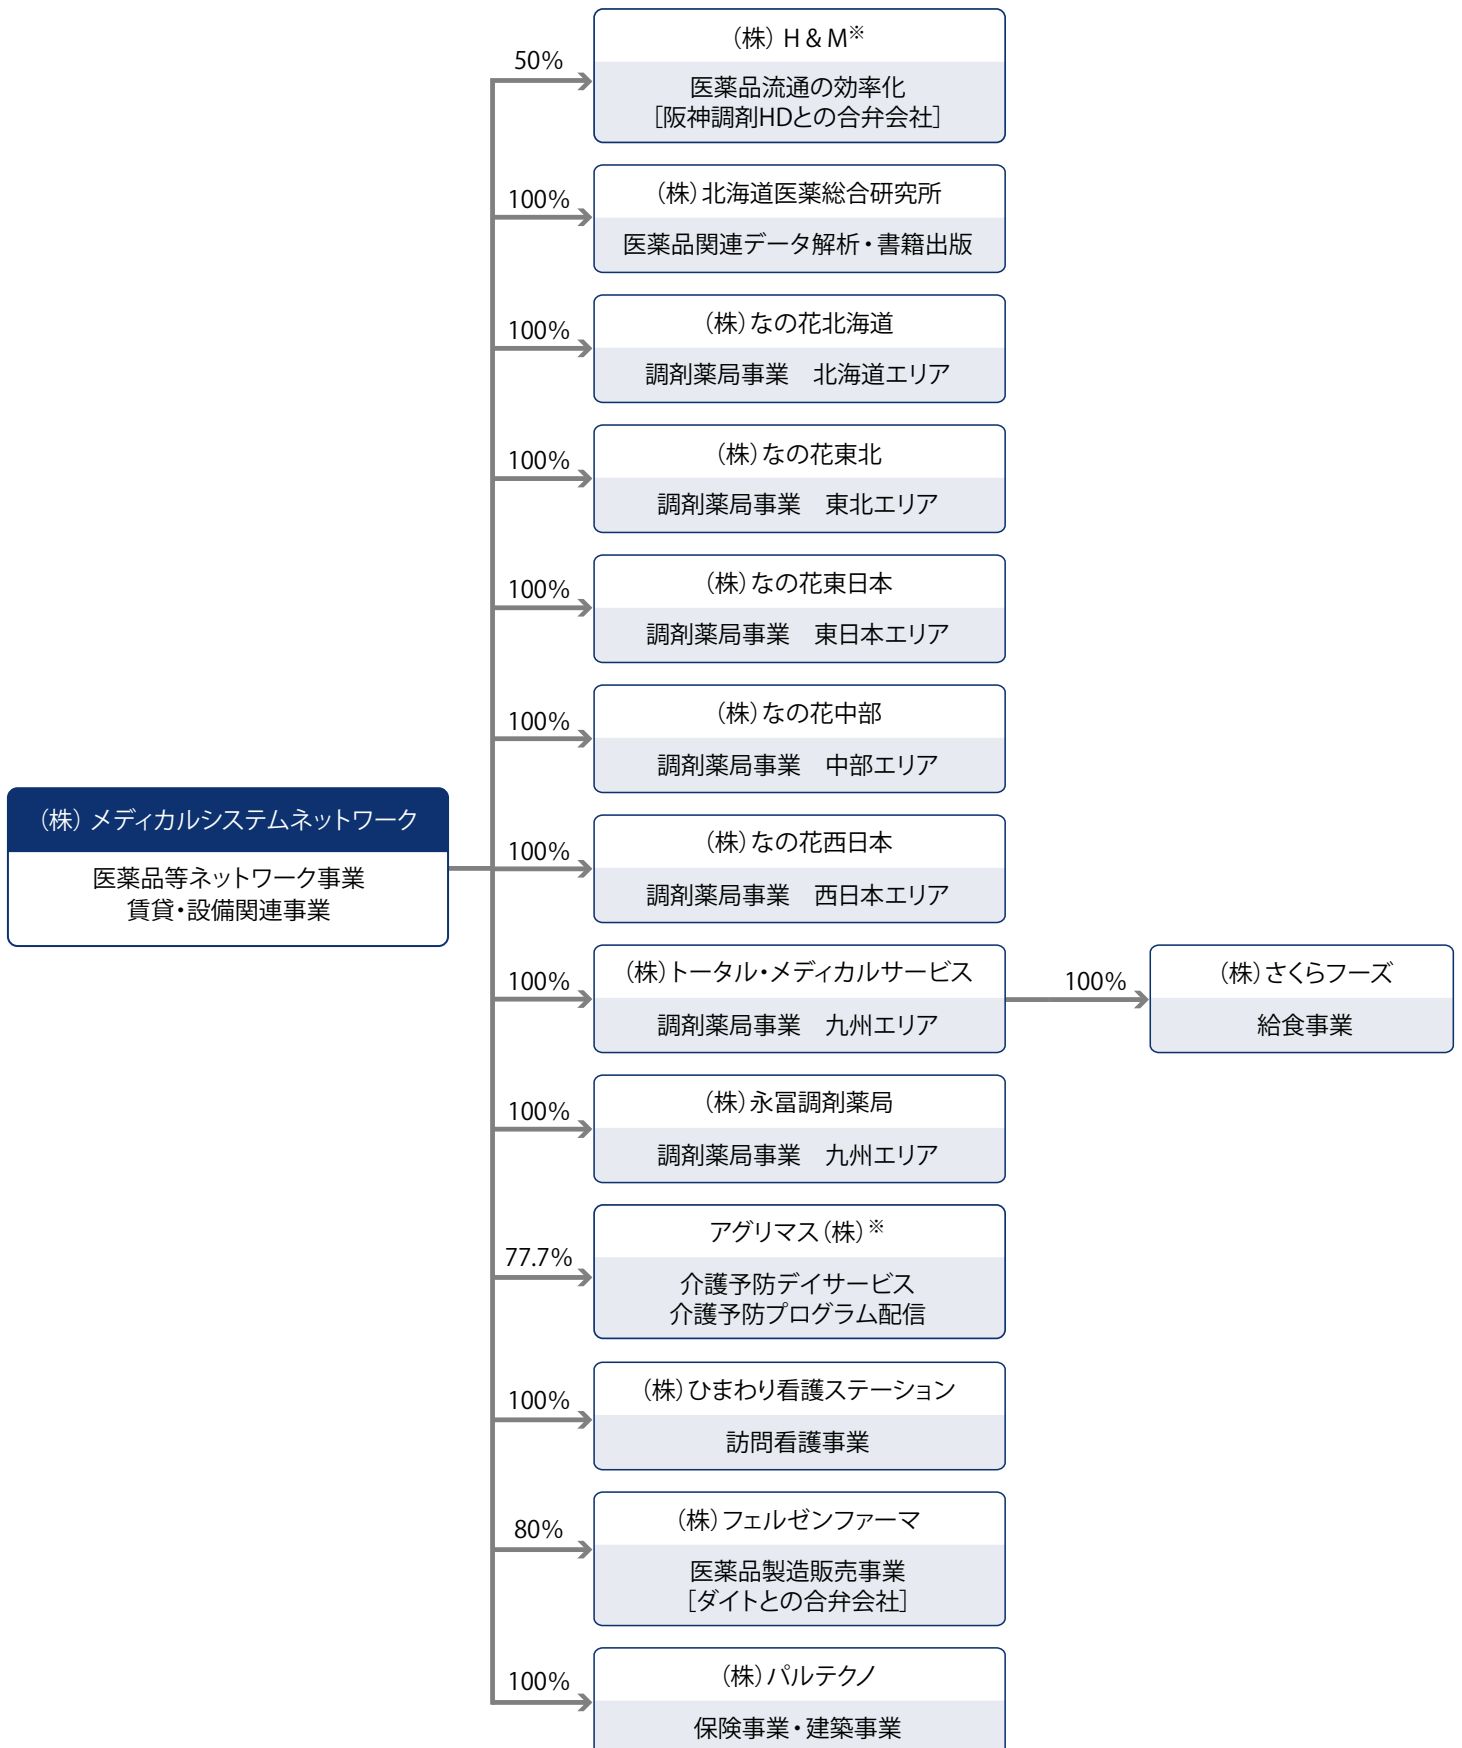 (株) メディカルシステムネットワーク
医薬品等ネットワーク事業
賃貸・設備関連事業
50%
(株) H & M※
医薬品流通の効率化
[阪神調剤HDとの合弁会社]
100%
(株)北海道医薬総合研究所
医薬品関連データ解析・書籍出版
100%
(株)なの花北海道
調剤薬局事業　北海道エリア
100%
(株)なの花東北
調剤薬局事業　東北エリア
100%
(株)なの花東日本
調剤薬局事業　東日本エリア
100%
(株)なの花中部
調剤薬局事業　中部エリア
100%
(株)なの花西日本
調剤薬局事業　西日本エリア
100%
(株)トータル・メディカルサービス
調剤薬局事業　九州エリア
100%
(株)さくらフーズ
給食事業
100%
(株)永冨調剤薬局
調剤薬局事業　九州エリア
77.7%
アグリマス(株)※
介護予防デイサービス
介護予防プログラム配信
100%
(株)ひまわり看護ステーション
訪問看護事業
80%
(株)フェルゼンファーマ
医薬品製造販売事業
[ダイトとの合弁会社]
100%
(株)パルテクノ
保険事業・建築事業